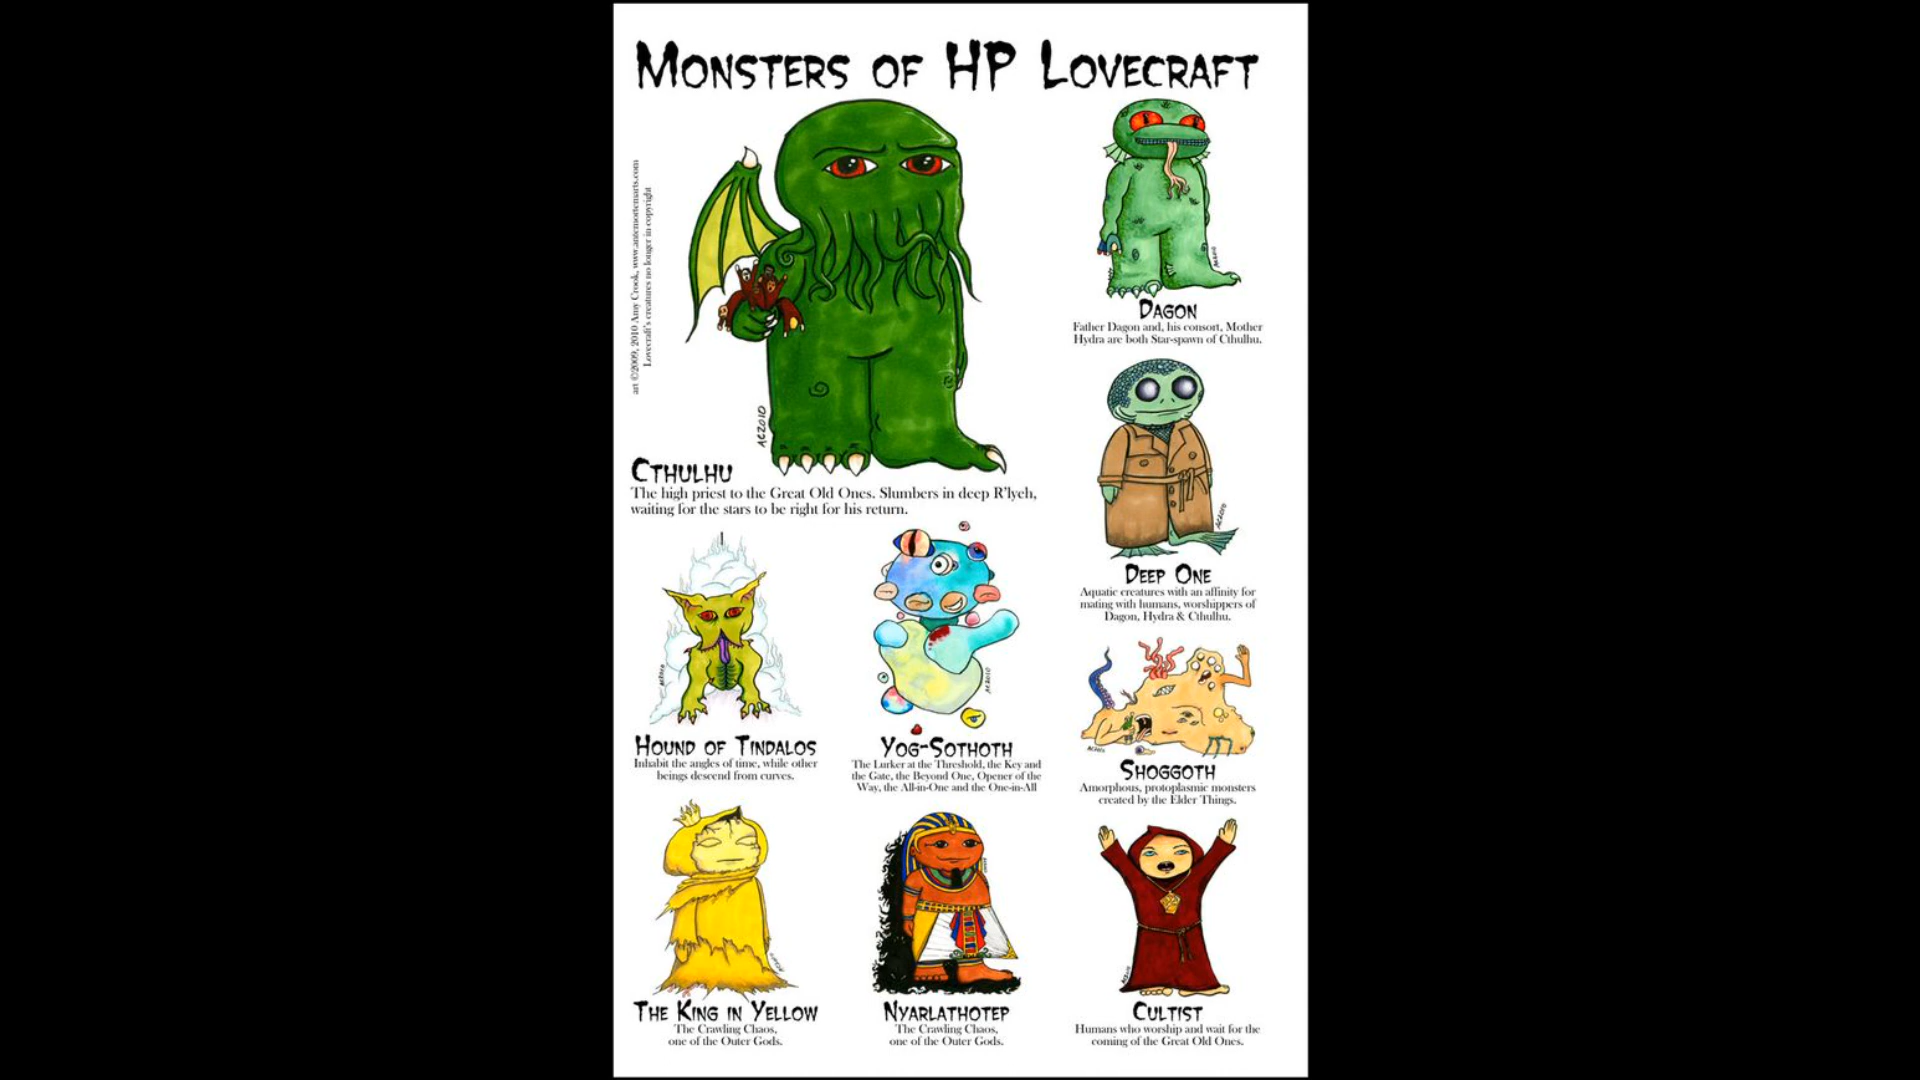 MONSTERS OF HP LOVECRAFT
art ©2009, 2010 Amy Crook, www.antemortemarts.com
Lovecraft's creatures no longer in copyright
AC2010
CTHULHU
The high priest to the Great Old Ones. Slumbers in deep R'lyeh,
waiting for the stars to be right for his return.
AC2010
DAGON
Father Dagon and, his consort, Mother
Hydra are both Star-spawn of Cthulhu.
AC2010
DEEP ONE
Aquatic creatures with an affinity for
mating with humans, worshippers of
Dagon, Hydra & Cthulhu.
AC2010
HOUND OF TINDALOS
Inhabit the angles of time, while other
beings descend from curves.
AC2010
YOG-SOTHOTH
The Lurker at the Threshold, the Key and
the Gate, the Beyond One, Opener of the
Way, the All-in-One and the One-in-All
SHOGGOTH
Amorphous, protoplasmic monsters
created by the Elder Things.
THE KING IN YELLOW
The Crawling Chaos,
one of the Outer Gods.
NYARLATHOTEP
The Crawling Chaos,
one of the Outer Gods.
CULTIST
Humans who worship and wait for the
coming of the Great Old Ones.